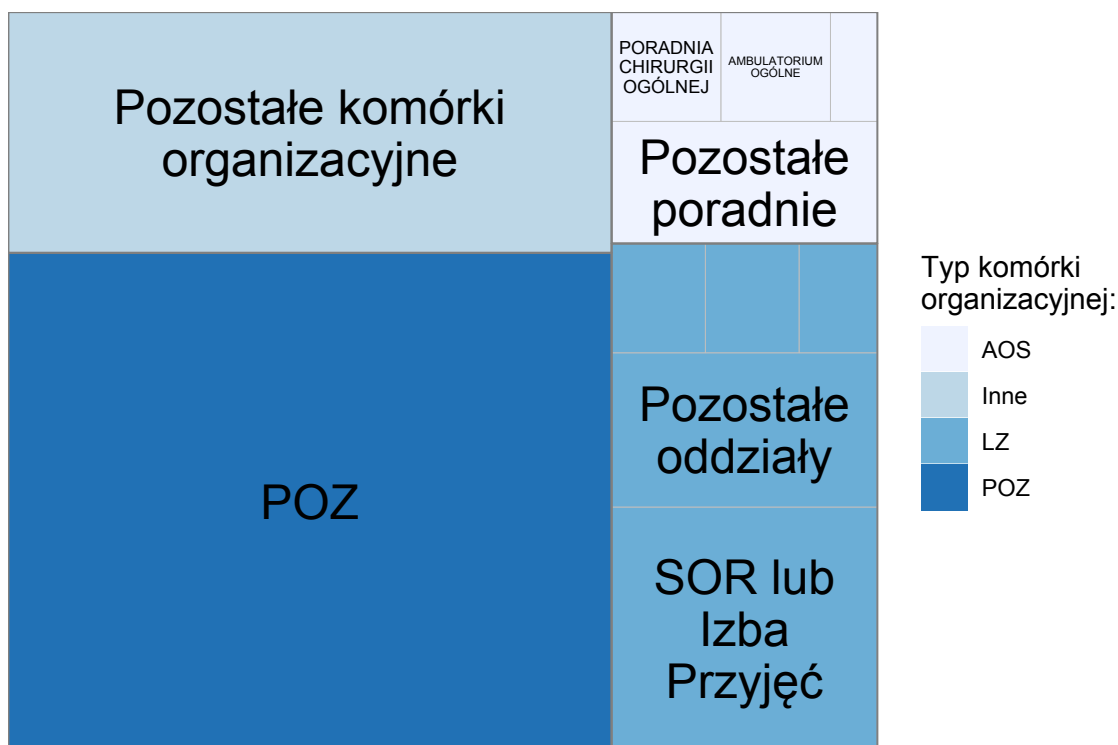 Pozostałe komórki
organizacyjne
PORADNIA
CHIRURGII
OGÓLNEJ
AMBULATORIUM
OGÓLNE
Pozostałe
poradnie
POZ
Pozostałe
oddziały
SOR lub
Izba
Przyjęć
Typ komórki
organizacyjnej:
AOS
Inne
LZ
POZ